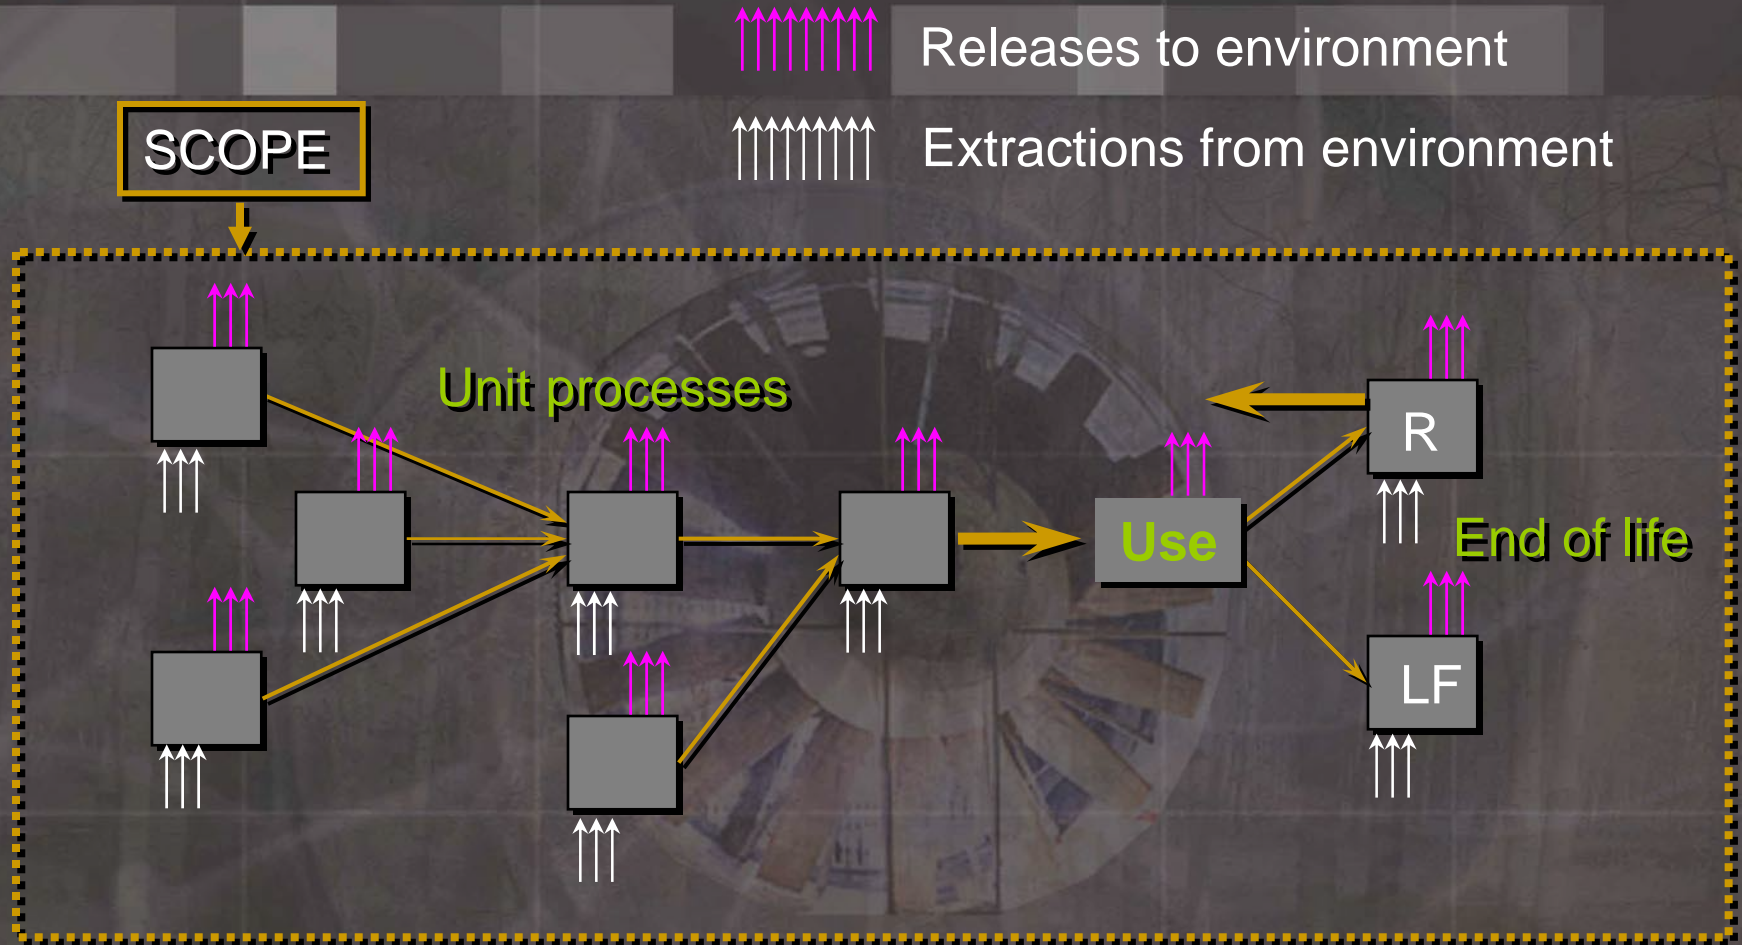 Releases to environment
SCOPE
Extractions from environment
Unit processes
R
Use
End of life
LF